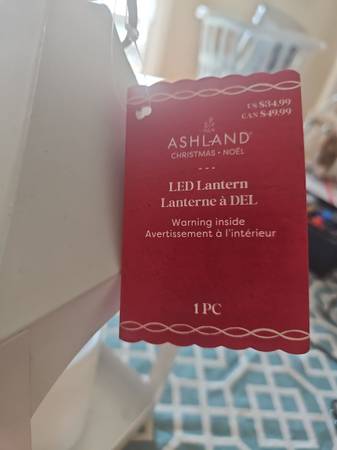 US $34.99
CAN $49.99
ASHLAND
CHRISTMAS • NOËL
LED Lantern
Lanterne à DEL
Warning inside
Avertissement à l'intérieur
1 PC